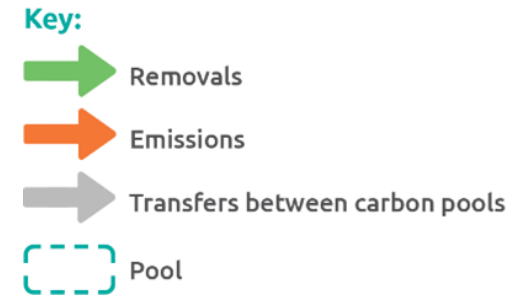 Key:
Removals
Emissions
Transfers between carbon pools
Pool